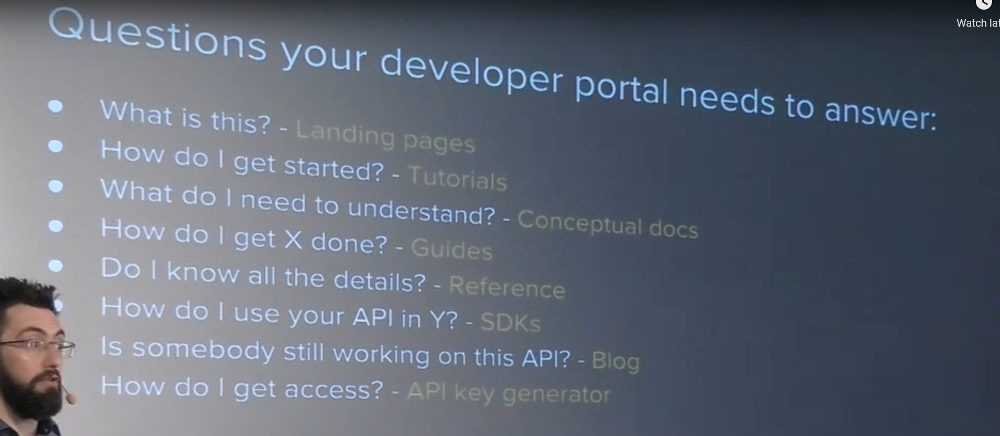 Watch lat
Questions your developer portal needs to answer:
What is this? - Landing pages
How do I get started? - Tutorials
What do I need to understand? - Conceptual docs
How do I get X done? - Guides
Do I know all the details? - Reference
How do I use your API in Y? - SDKs
Is somebody still working on this API? - Blog
How do I get access? - API key generator